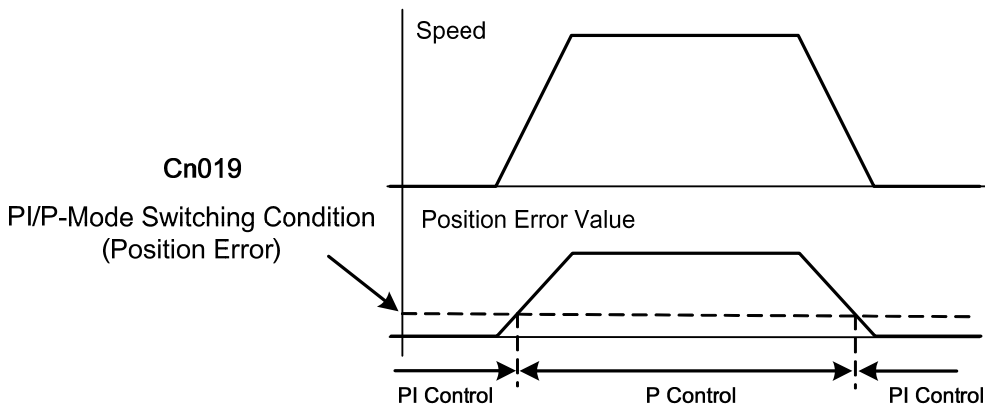 Speed
Cn019
PI/P-Mode Switching Condition
(Position Error)
Position Error Value
PI Control
P Control
PI Control